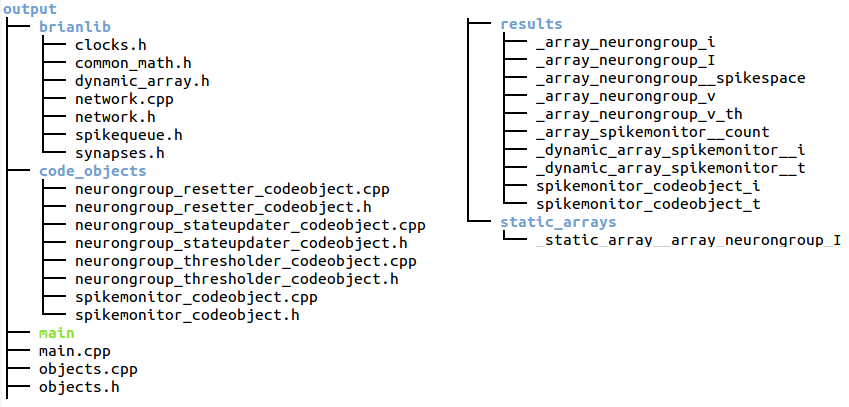 output
brianlib
clocks.h
common_math.h
dynamic_array.h
network.cpp
network.h
spikequeue.h
synapses.h
code_objects
neurongroup_resetter_codeobject.cpp
neurongroup_resetter_codeobject.h
neurongroup_stateupdater_codeobject.cpp
neurongroup_stateupdater_codeobject.h
neurongroup_thresholder_codeobject.cpp
neurongroup_thresholder_codeobject.h
spikemonitor_codeobject.cpp
spikemonitor_codeobject.h
main
main.cpp
objects.cpp
objects.h
results
_array_neurongroup_i
_array_neurongroup_I
_array_neurongroup__spikespace
_array_neurongroup_v
_array_neurongroup_v_th
_array_spikemonitor__count
_dynamic_array_spikemonitor__i
_dynamic_array_spikemonitor__t
spikemonitor_codeobject_i
spikemonitor_codeobject_t
static_arrays
_static_array__array_neurongroup_I